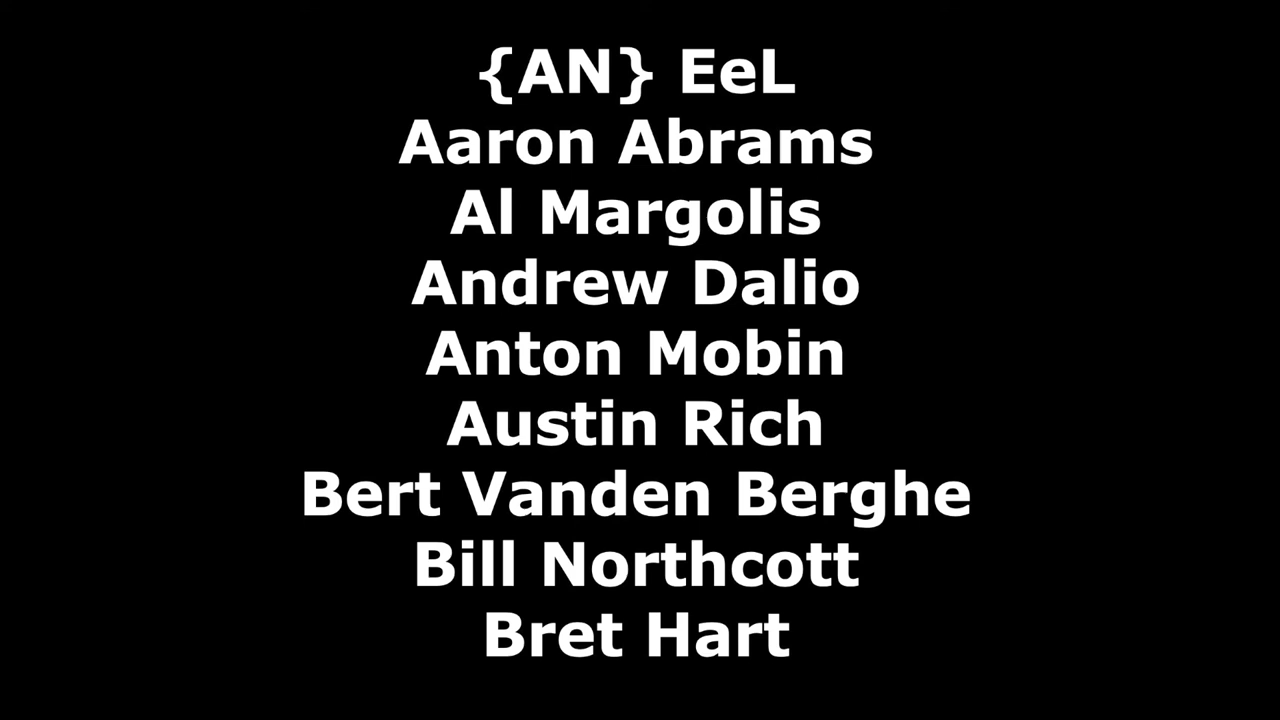 {AN} EeL
Aaron Abrams
Al Margolis
Andrew Dalio
Anton Mobin
Austin Rich
Bert Vanden Berghe
Bill Northcott
Bret Hart